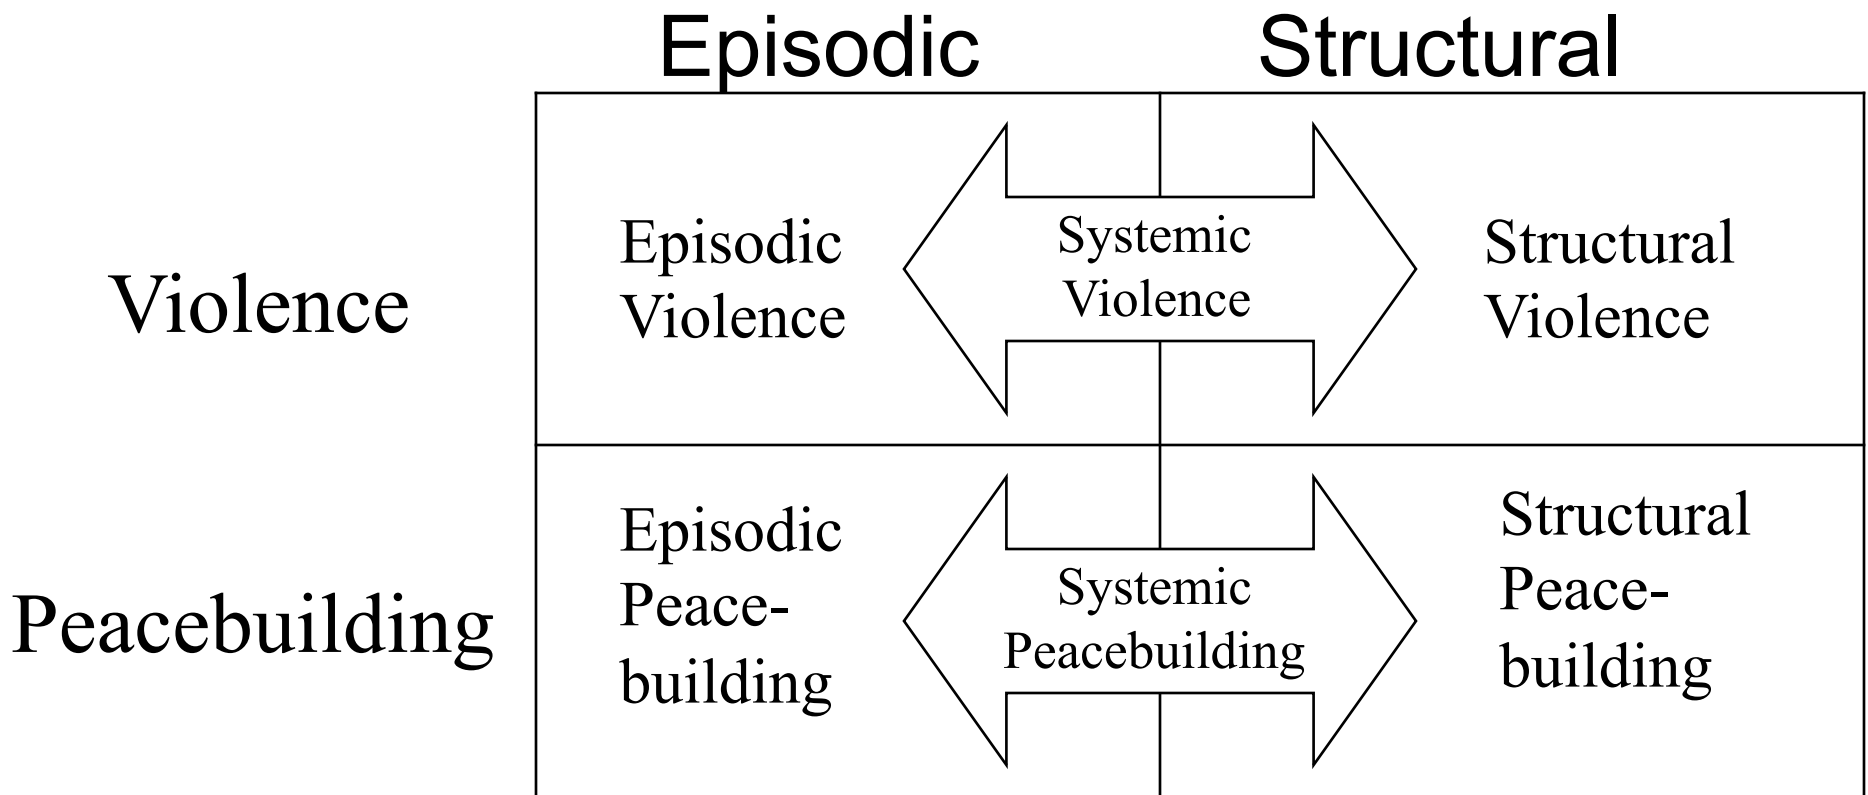 Episodic
Structural
Violence
Episodic
Violence
Systemic
Violence
Structural
Violence
Peacebuilding
Episodic
Peace-
building
Systemic
Peacebuilding
Structural
Peace-
building